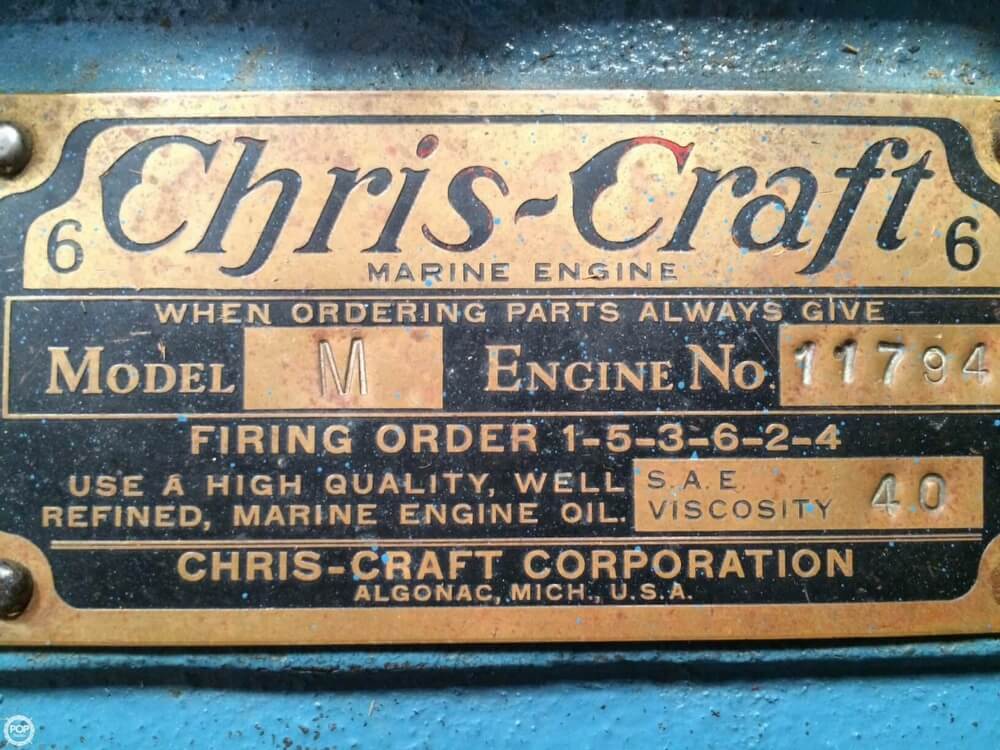 6 Chris-Craft 6
MARINE ENGINE
WHEN ORDERING PARTS ALWAYS GIVE
MODEL M ENGINE No. 11794
FIRING ORDER 1-5-3-6-2-4
USE A HIGH QUALITY, WELL
REFINED, MARINE ENGINE OIL.
S.A.E.
VISCOSITY 40
CHRIS-CRAFT CORPORATION
ALGONAC, MICH., U.S.A.
POP